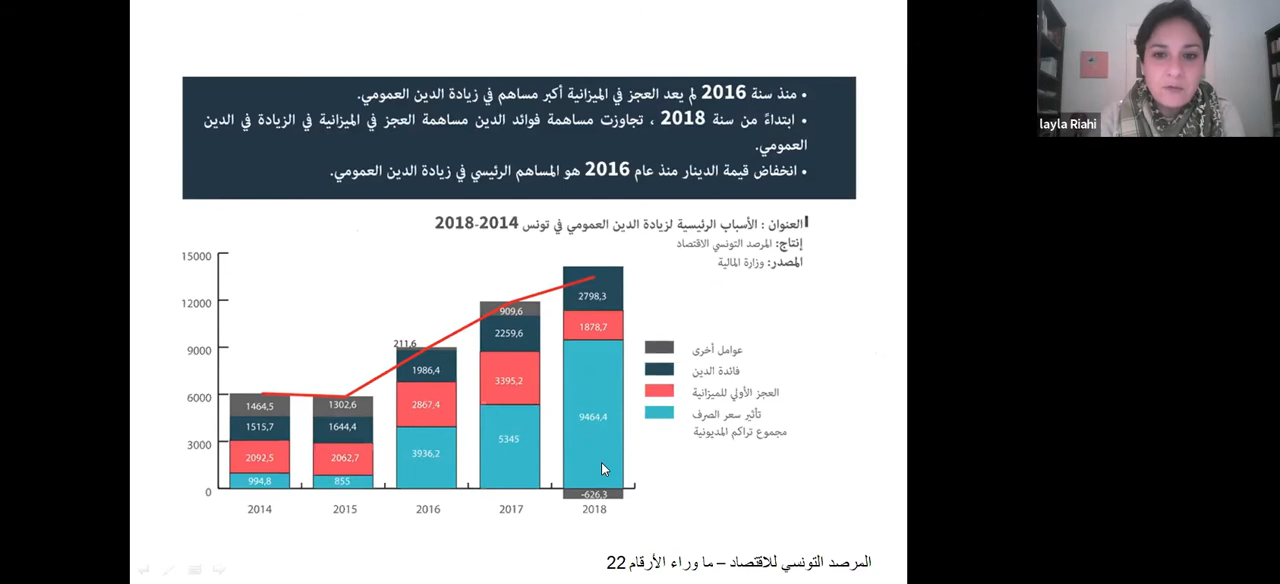 • منذ سنة 2016 لم يعد العجز في الميزانية أكبر مساهم في زيادة الدين العمومي.
• ابتداءً من سنة 2018 ، تجاوزت مساهمة فوائد الدين مساهمة العجز في الميزانية في الزيادة في الدين
العمومي.
• انخفاض قيمة الدينار منذ عام 2016 هو المساهم الرئيسي في زيادة الدين العمومي.
layla Riahi
العنوان : الأسباب الرئيسية لزيادة الدين العمومي في تونس 2014-2018
إنتاج: المرصد التونسي الاقتصاد
المصدر: وزارة المالية
15000
12000
9000
6000
3000
0
1464,5
1515,7
2092,5
994,8
1302,6
1644,4
2062,7
855
211,6
1986,4
2867,4
3936,2
909,6
2259,6
3395,2
5345
2798,3
1878,7
9464,4
-626,3
2014
2015
2016
2017
2018
عوامل أخرى
فائدة الدين
العجز الأولي للميزانية
تأثير سعر الصرف
مجموع تراكم المديونية
المرصد التونسي للاقتصاد – ما وراء الأرقام 22